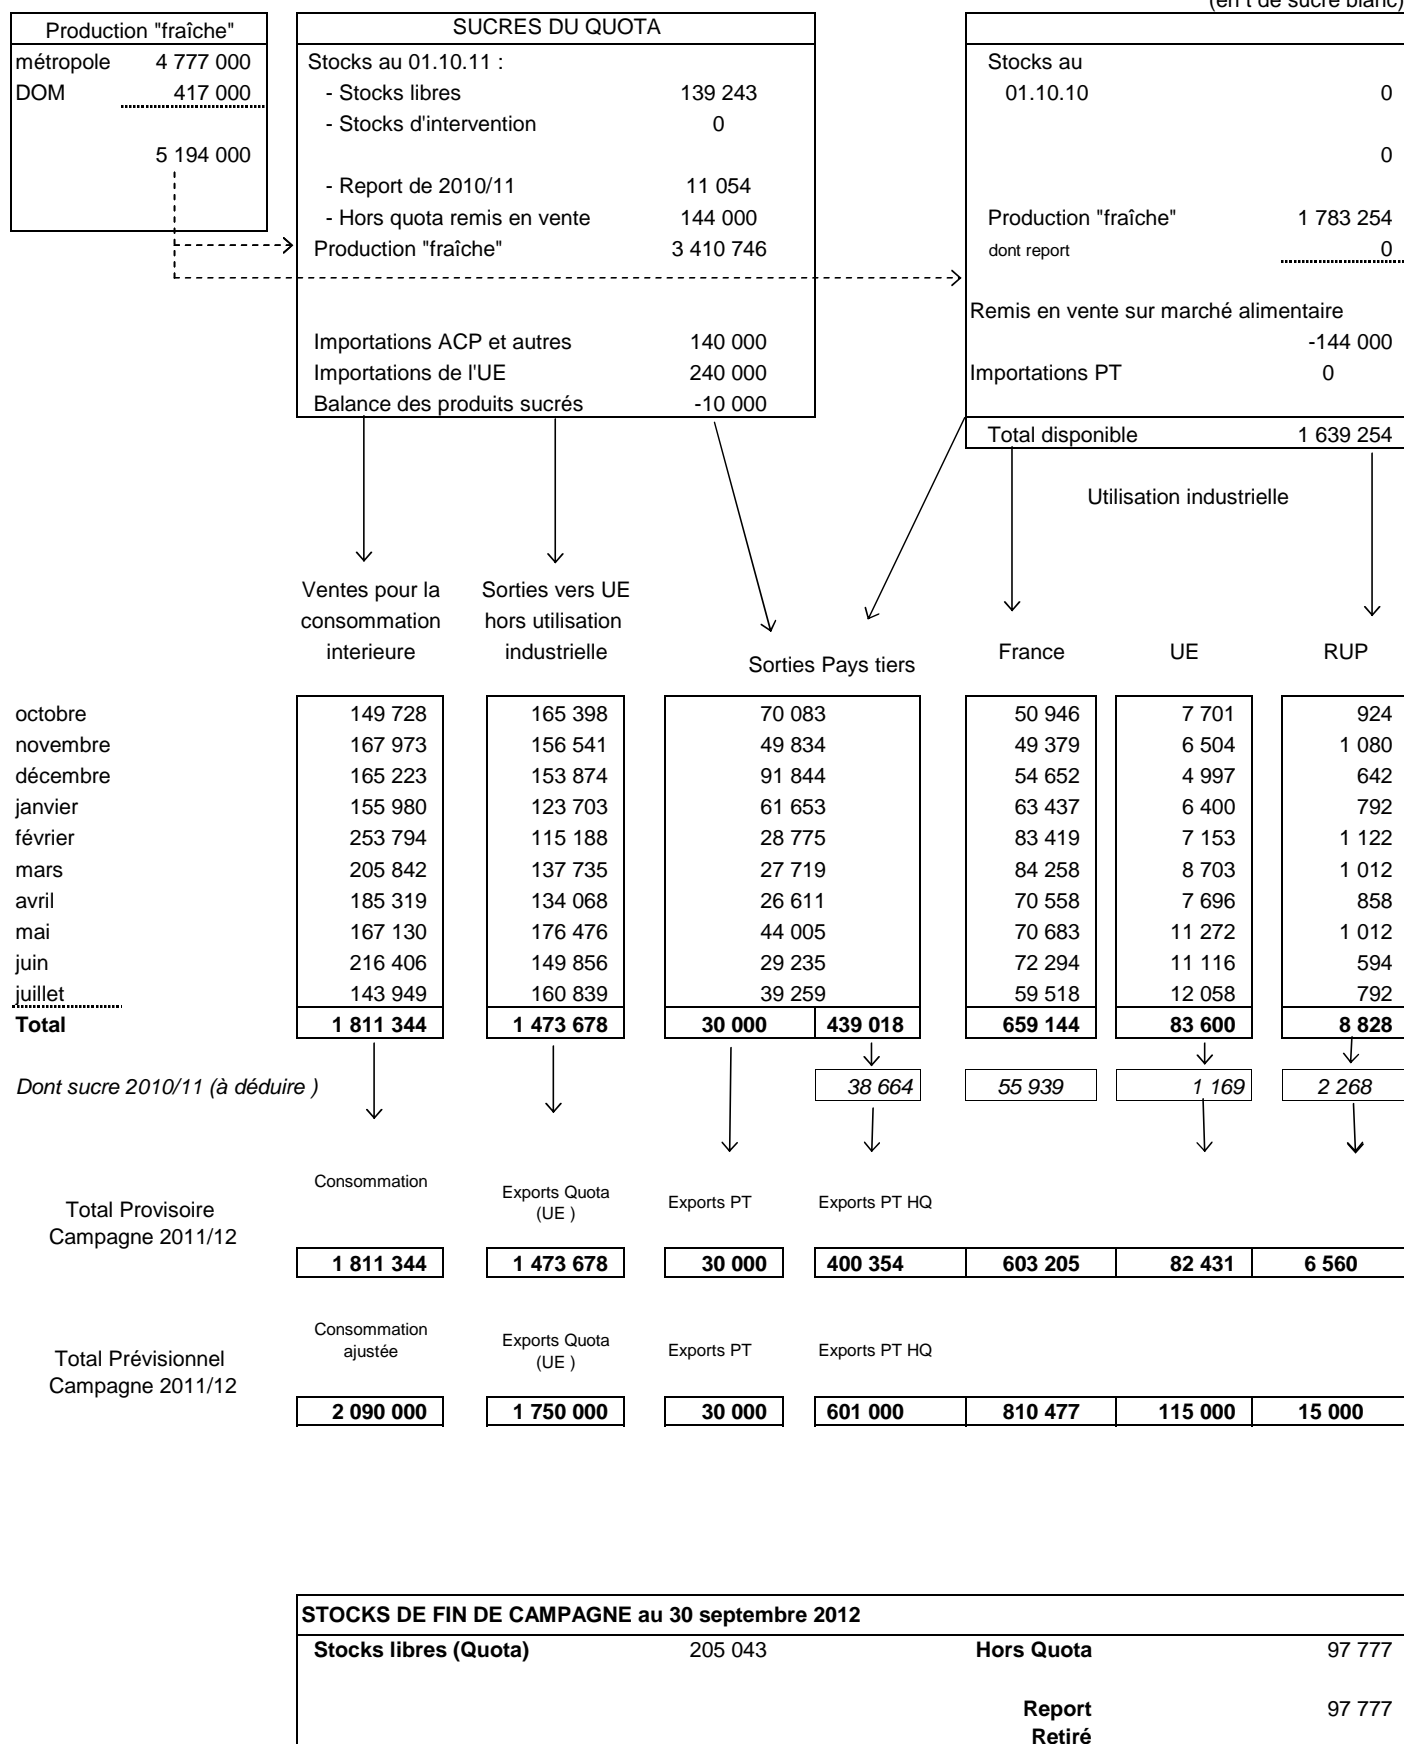 (en t de sucre blanc)
Production "fraîche"
métropole 4 777 000
DOM 417 000
5 194 000
SUCRES DU QUOTA
Stocks au 01.10.11 :
- Stocks libres 139 243
- Stocks d'intervention 0
- Report de 2010/11 11 054
- Hors quota remis en vente 144 000
Production "fraîche" 3 410 746
Importations ACP et autres 140 000
Importations de l'UE 240 000
Balance des produits sucrés -10 000
Stocks au
01.10.10 0
0
Production "fraîche" 1 783 254
dont report 0
Remis en vente sur marché alimentaire
-144 000
Importations PT 0
Total disponible 1 639 254
Utilisation industrielle
Ventes pour la
consommation
interieure
Sorties vers UE
hors utilisation
industrielle
Sorties Pays tiers
France UE RUP
octobre 149 728 165 398 70 083 50 946 7 701 924
novembre 167 973 156 541 49 834 49 379 6 504 1 080
décembre 165 223 153 874 91 844 54 652 4 997 642
janvier 155 980 123 703 61 653 63 437 6 400 792
février 253 794 115 188 28 775 83 419 7 153 1 122
mars 205 842 137 735 27 719 84 258 8 703 1 012
avril 185 319 134 068 26 611 70 558 7 696 858
mai 167 130 176 476 44 005 70 683 11 272 1 012
juin 216 406 149 856 29 235 72 294 11 116 594
juillet 143 949 160 839 39 259 59 518 12 058 792
Total 1 811 344 1 473 678 30 000 439 018 659 144 83 600 8 828
Dont sucre 2010/11 (à déduire ) 38 664 55 939 1 169 2 268
Total Provisoire
Campagne 2011/12
Consommation
Exports Quota
(UE )
Exports PT
Exports PT HQ
1 811 344 1 473 678 30 000 400 354 603 205 82 431 6 560
Total Prévisionnel
Campagne 2011/12
Consommation
ajustée
Exports Quota
(UE )
Exports PT
Exports PT HQ
2 090 000 1 750 000 30 000 601 000 810 477 115 000 15 000
STOCKS DE FIN DE CAMPAGNE au 30 septembre 2012
Stocks libres (Quota) 205 043 Hors Quota 97 777
Report 97 777
Retiré